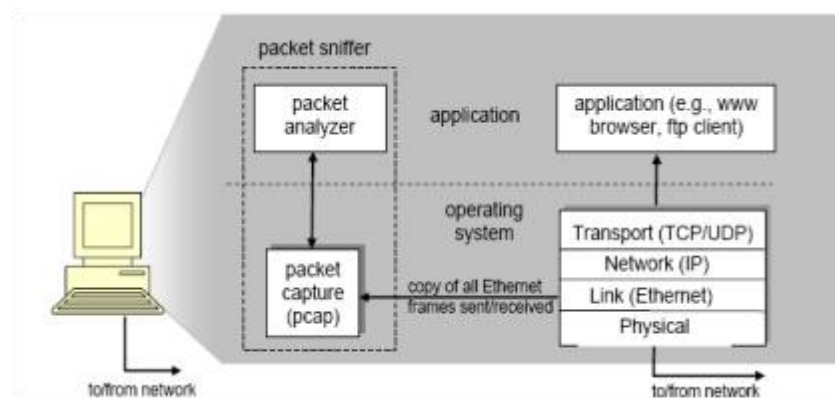 packet sniffer
packet
analyzer
application
application (e.g., www
browser, ftp client)
operating
system
packet
capture
(pcap)
copy of all Ethernet
frames sent/received
Transport (TCP/UDP)
Network (IP)
Link (Ethernet)
Physical
to/from network
to/from network